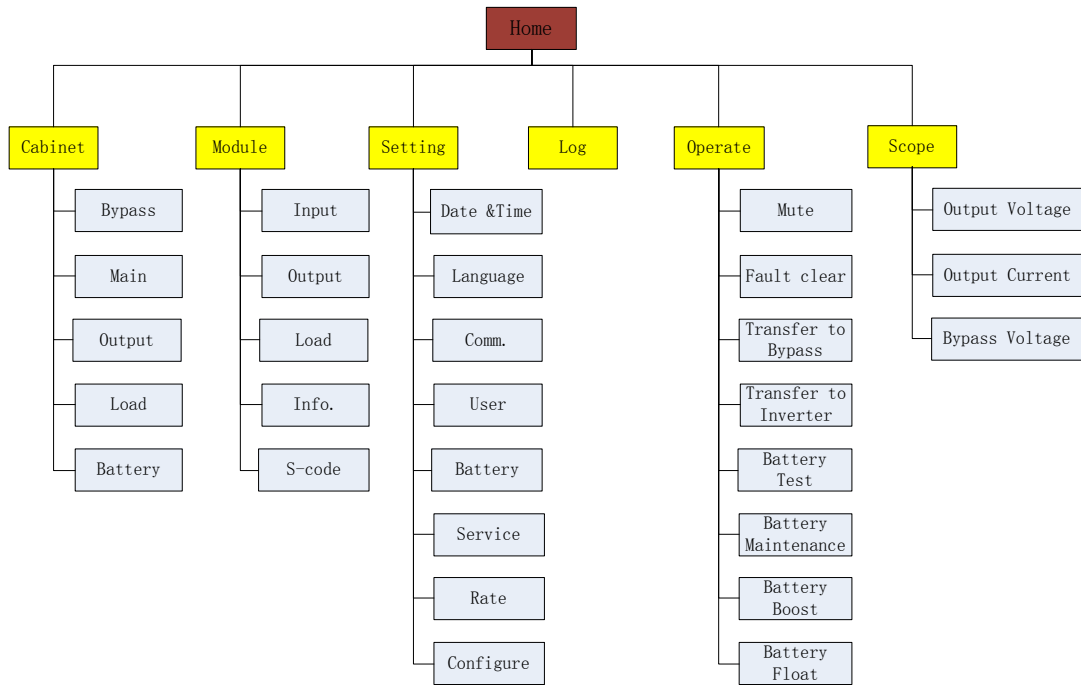 Home
Cabinet
Module
Setting
Log
Operate
Scope
Bypass
Main
Output
Load
Battery
Input
Output
Load
Info.
S-code
Date &Time
Language
Comm.
User
Battery
Service
Rate
Configure
Mute
Fault clear
Transfer to
Bypass
Transfer to
Inverter
Battery
Test
Battery
Maintenance
Battery
Boost
Battery
Float
Output Voltage
Output Current
Bypass Voltage